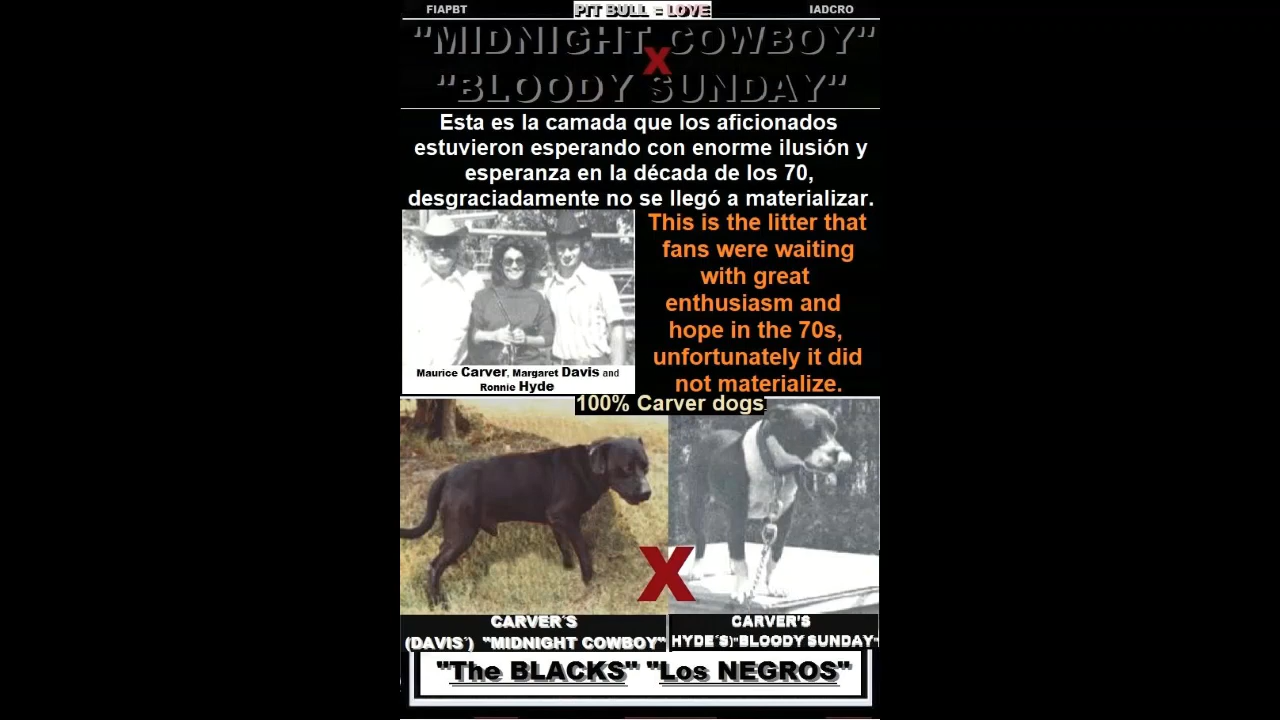 FIAPBT
PIT BULL = LOVE
IADCRO
"MIDNIGHT COWBOY"
X
"BLOODY SUNDAY"
Esta es la camada que los aficionados
estuvieron esperando con enorme ilusión y
esperanza en la década de los 70,
desgraciadamente no se llegó a materializar.
This is the litter that
fans were waiting
with great
enthusiasm and
hope in the 70s,
unfortunately it did
not materialize.
Maurice Carver, Margaret Davis and
Ronnie Hyde
100% Carver dogs
X
CARVER´S
(DAVIS´) "MIDNIGHT COWBOY"
CARVER'S
HYDE´S)"BLOODY SUNDAY"
"The BLACKS" "Los NEGROS"